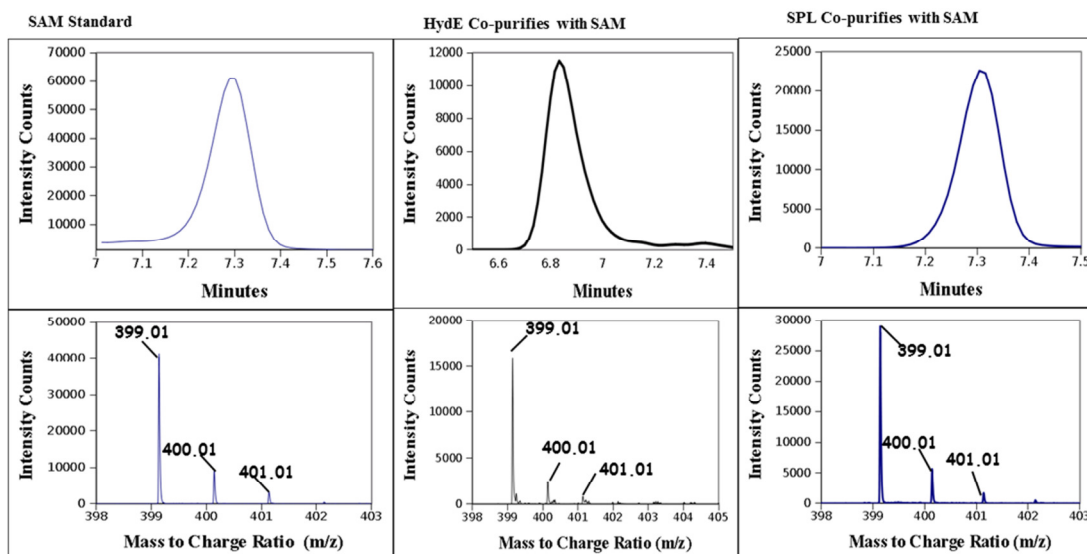 SAM Standard
HydE Co-purifies with SAM
SPL Co-purifies with SAM
Intensity Counts
70000
60000
50000
40000
30000
20000
10000
7 7.1 7.2 7.3 7.4 7.5 7.6
Minutes
Intensity Counts
12000
10000
8000
6000
4000
2000
0
6.6 6.8 7 7.2 7.4
Minutes
Intensity Counts
25000
20000
15000
10000
5000
0
7 7.1 7.2 7.3 7.4 7.5
Minutes
Intensity Counts
50000
40000
30000
20000
10000
0
399.01
400.01
401.01
398 399 400 401 402 403
Mass to Charge Ratio (m/z)
Intensity Counts
20000
15000
10000
5000
0
399.01
400.01
401.01
398 399 400 401 402 403 404 405
Mass to Charge Ratio (m/z)
Intensity Counts
30000
25000
20000
15000
10000
5000
0
399.01
400.01
401.01
398 399 400 401 402 403
Mass to Charge Ratio (m/z)